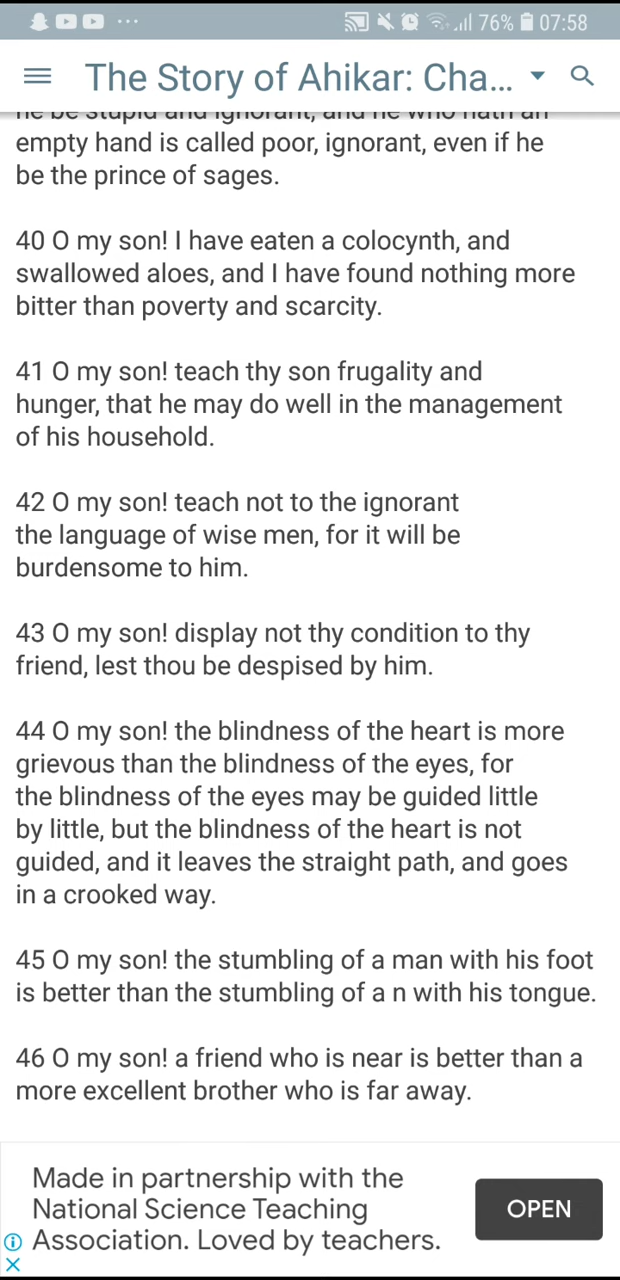 76% 07:58
The Story of Ahikar: Cha...
he be stupid and ignorant, and he who hath an
empty hand is called poor, ignorant, even if he
be the prince of sages.
40 O my son! I have eaten a colocynth, and
swallowed aloes, and I have found nothing more
bitter than poverty and scarcity.
41 O my son! teach thy son frugality and
hunger, that he may do well in the management
of his household.
42 O my son! teach not to the ignorant
the language of wise men, for it will be
burdensome to him.
43 O my son! display not thy condition to thy
friend, lest thou be despised by him.
44 O my son! the blindness of the heart is more
grievous than the blindness of the eyes, for
the blindness of the eyes may be guided little
by little, but the blindness of the heart is not
guided, and it leaves the straight path, and goes
in a crooked way.
45 O my son! the stumbling of a man with his foot
is better than the stumbling of a n with his tongue.
46 O my son! a friend who is near is better than a
more excellent brother who is far away.
Made in partnership with the
National Science Teaching
Association. Loved by teachers.
OPEN